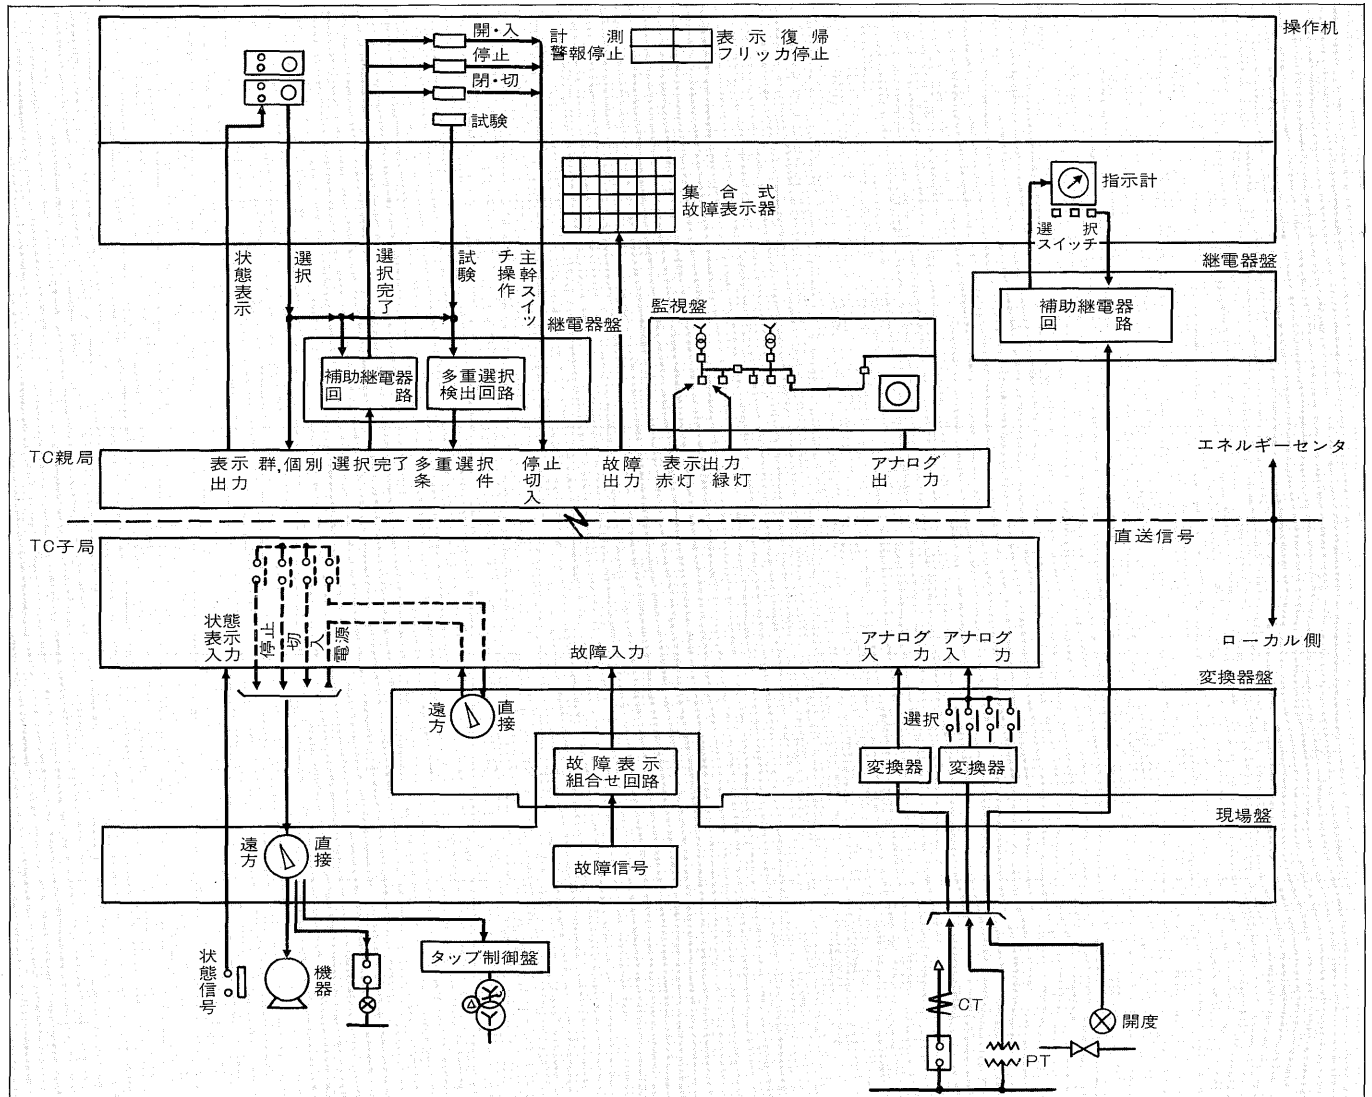 操作机
開・入
停止
閉・切
試験
計測
警報停止
表示復帰
フリッカ停止
集合式
故障表示器
指示計
選択
スイッチ
状態表示
選択
選択完了
試験
主幹スイッ
チ操作
継電器盤
補助継電器
回路
多重選択
検出回路
監視盤
継電器盤
補助継電器
回路
TC親局
表示
出力
群,個別
選択完了
多重選択
条件
停止
切
入
故障
出力
表示出力
赤灯 緑灯
アナログ
出力
エネルギーセンタ
直送信号
ローカル側
TC子局
状態
表示
入力
停止
切
入
電源
故障入力
アナログ
入力
アナログ
入力
変換器盤
遠方
直接
選択
故障表示
組合せ回路
変換器
変換器
現場盤
遠方
直接
故障信号
状態信号
機器
タップ制御盤
CT
PT
開度